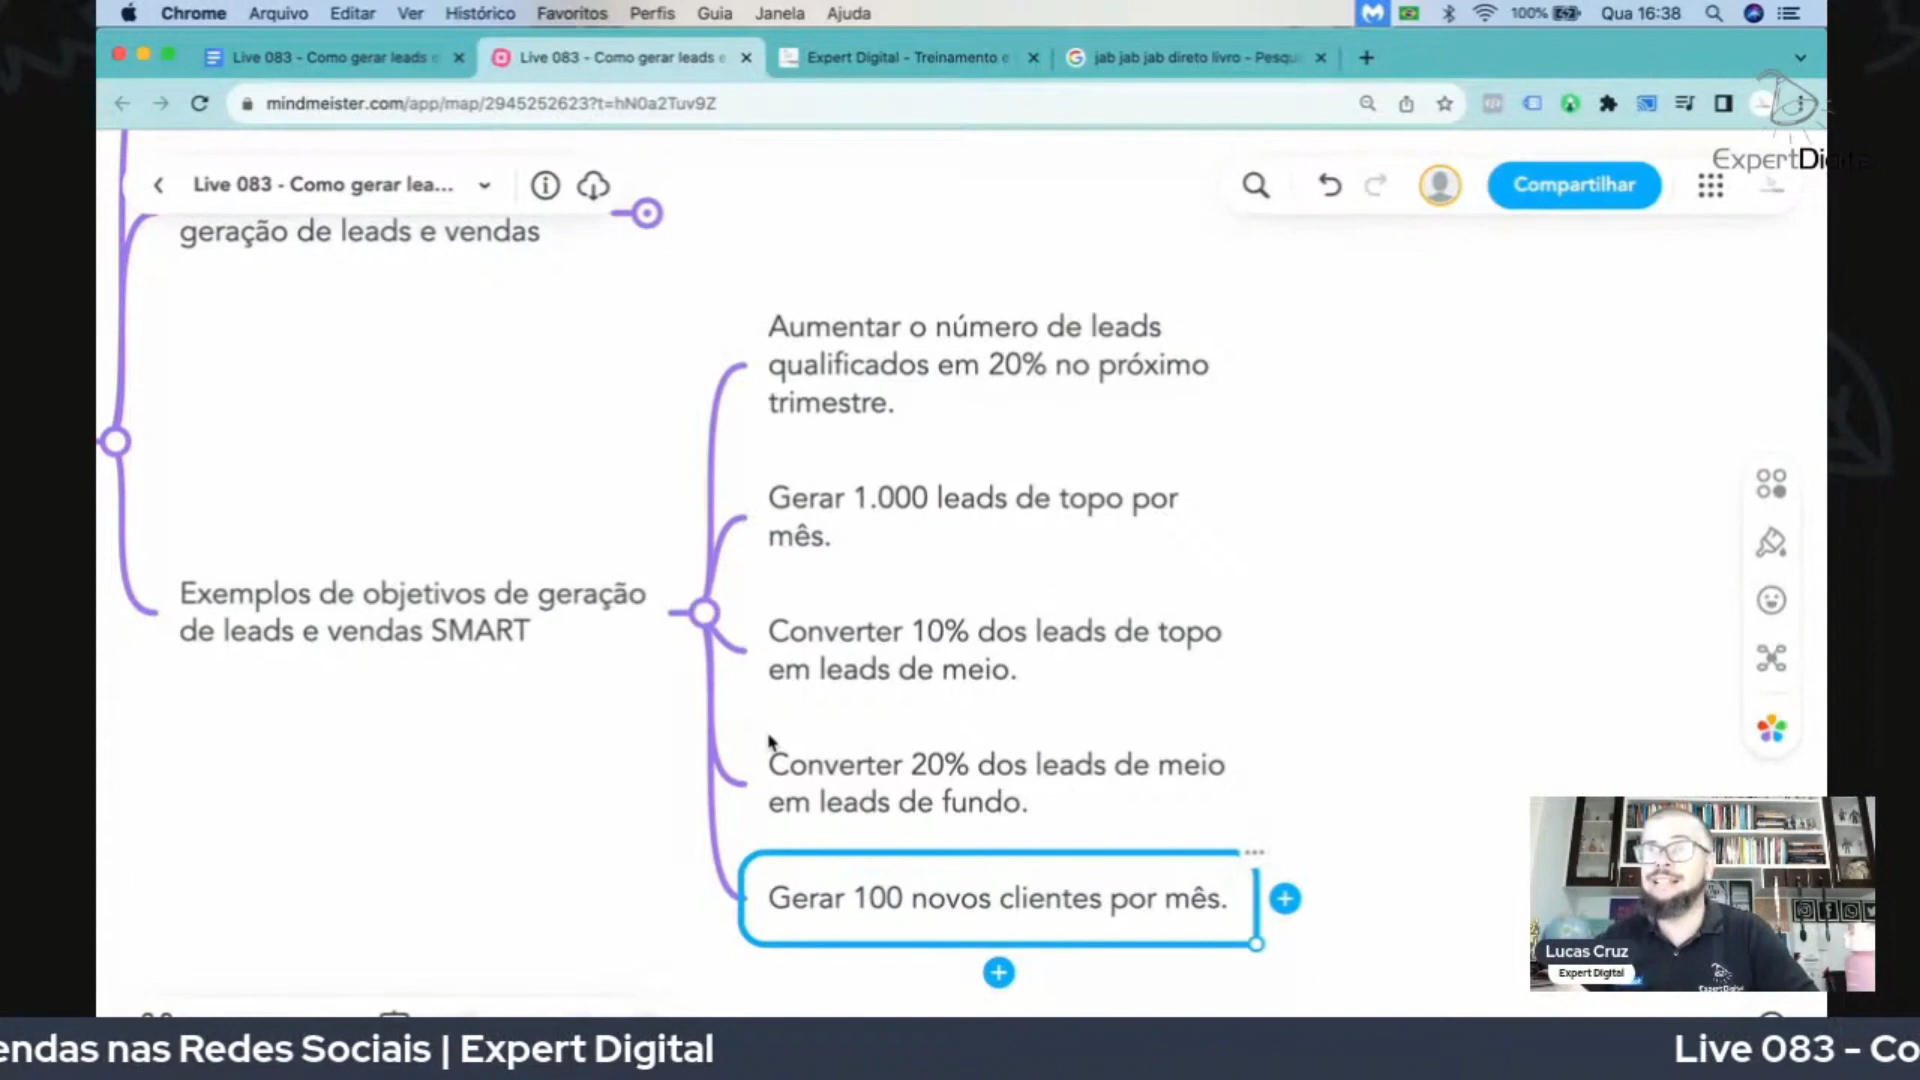 Chrome Arquivo Editar Ver Histórico Favoritos Perfis Guia Janela Ajuda 100% Qua 16:38
Live 083 - Como gerar leads e Live 083 - Como gerar leads e Expert Digital - Treinamento e jab jab jab direto livro - Pesqu
mindmeister.com/app/map/2945252623?t=hN0a2Tuv9Z
ExpertDigital
Live 083 - Como gerar lea... Compartilhar
geração de leads e vendas
Aumentar o número de leads
qualificados em 20% no próximo
trimestre.
Gerar 1.000 leads de topo por
mês.
Exemplos de objetivos de geração
de leads e vendas SMART
Converter 10% dos leads de topo
em leads de meio.
Converter 20% dos leads de meio
em leads de fundo.
Gerar 100 novos clientes por mês.
Lucas Cruz
Expert Digital
endas nas Redes Sociais | Expert Digital Live 083 - Co